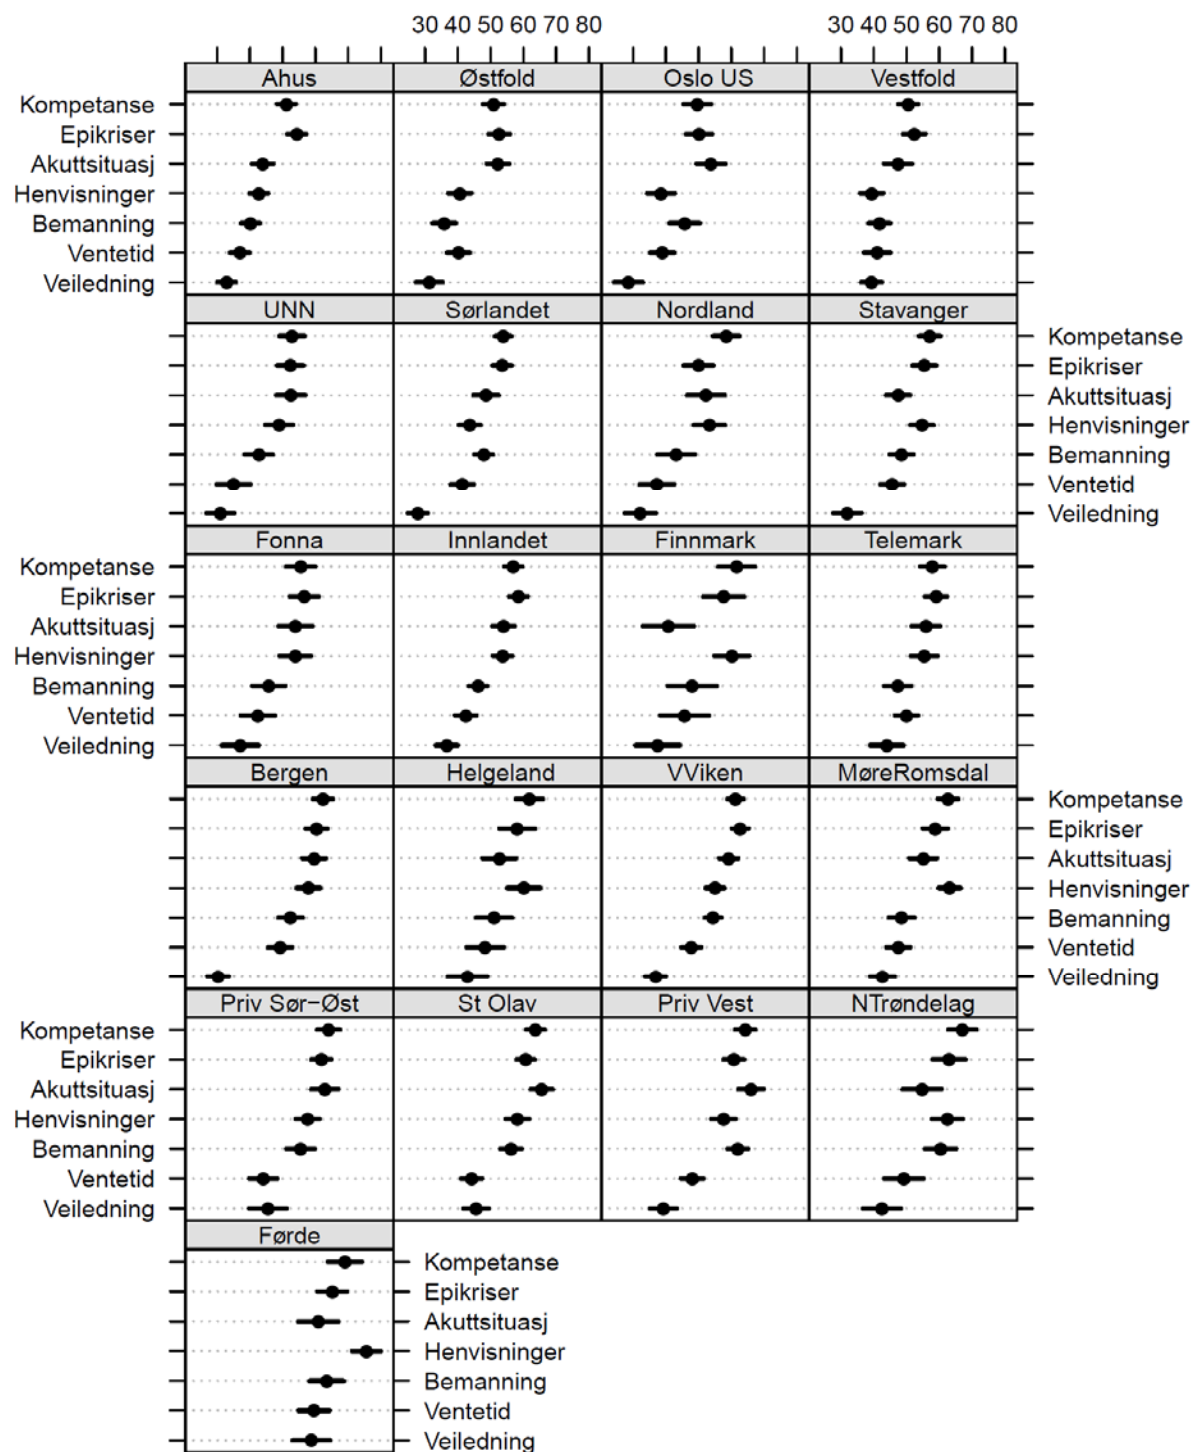 30 40 50 60 70 80 30 40 50 60 70 80
Ahus Østfold Oslo US Vestfold
Kompetanse
Epikriser
Akuttsituasj
Henvisninger
Bemanning
Ventetid
Veiledning
UNN Sørlandet Nordland Stavanger
Kompetanse
Epikriser
Akuttsituasj
Henvisninger
Bemanning
Ventetid
Veiledning
Fonna Innlandet Finnmark Telemark
Kompetanse
Epikriser
Akuttsituasj
Henvisninger
Bemanning
Ventetid
Veiledning
Bergen Helgeland VViken MøreRomsdal
Kompetanse
Epikriser
Akuttsituasj
Henvisninger
Bemanning
Ventetid
Veiledning
Priv Sør−Øst St Olav Priv Vest NTrøndelag
Kompetanse
Epikriser
Akuttsituasj
Henvisninger
Bemanning
Ventetid
Veiledning
Førde
Kompetanse
Epikriser
Akuttsituasj
Henvisninger
Bemanning
Ventetid
Veiledning